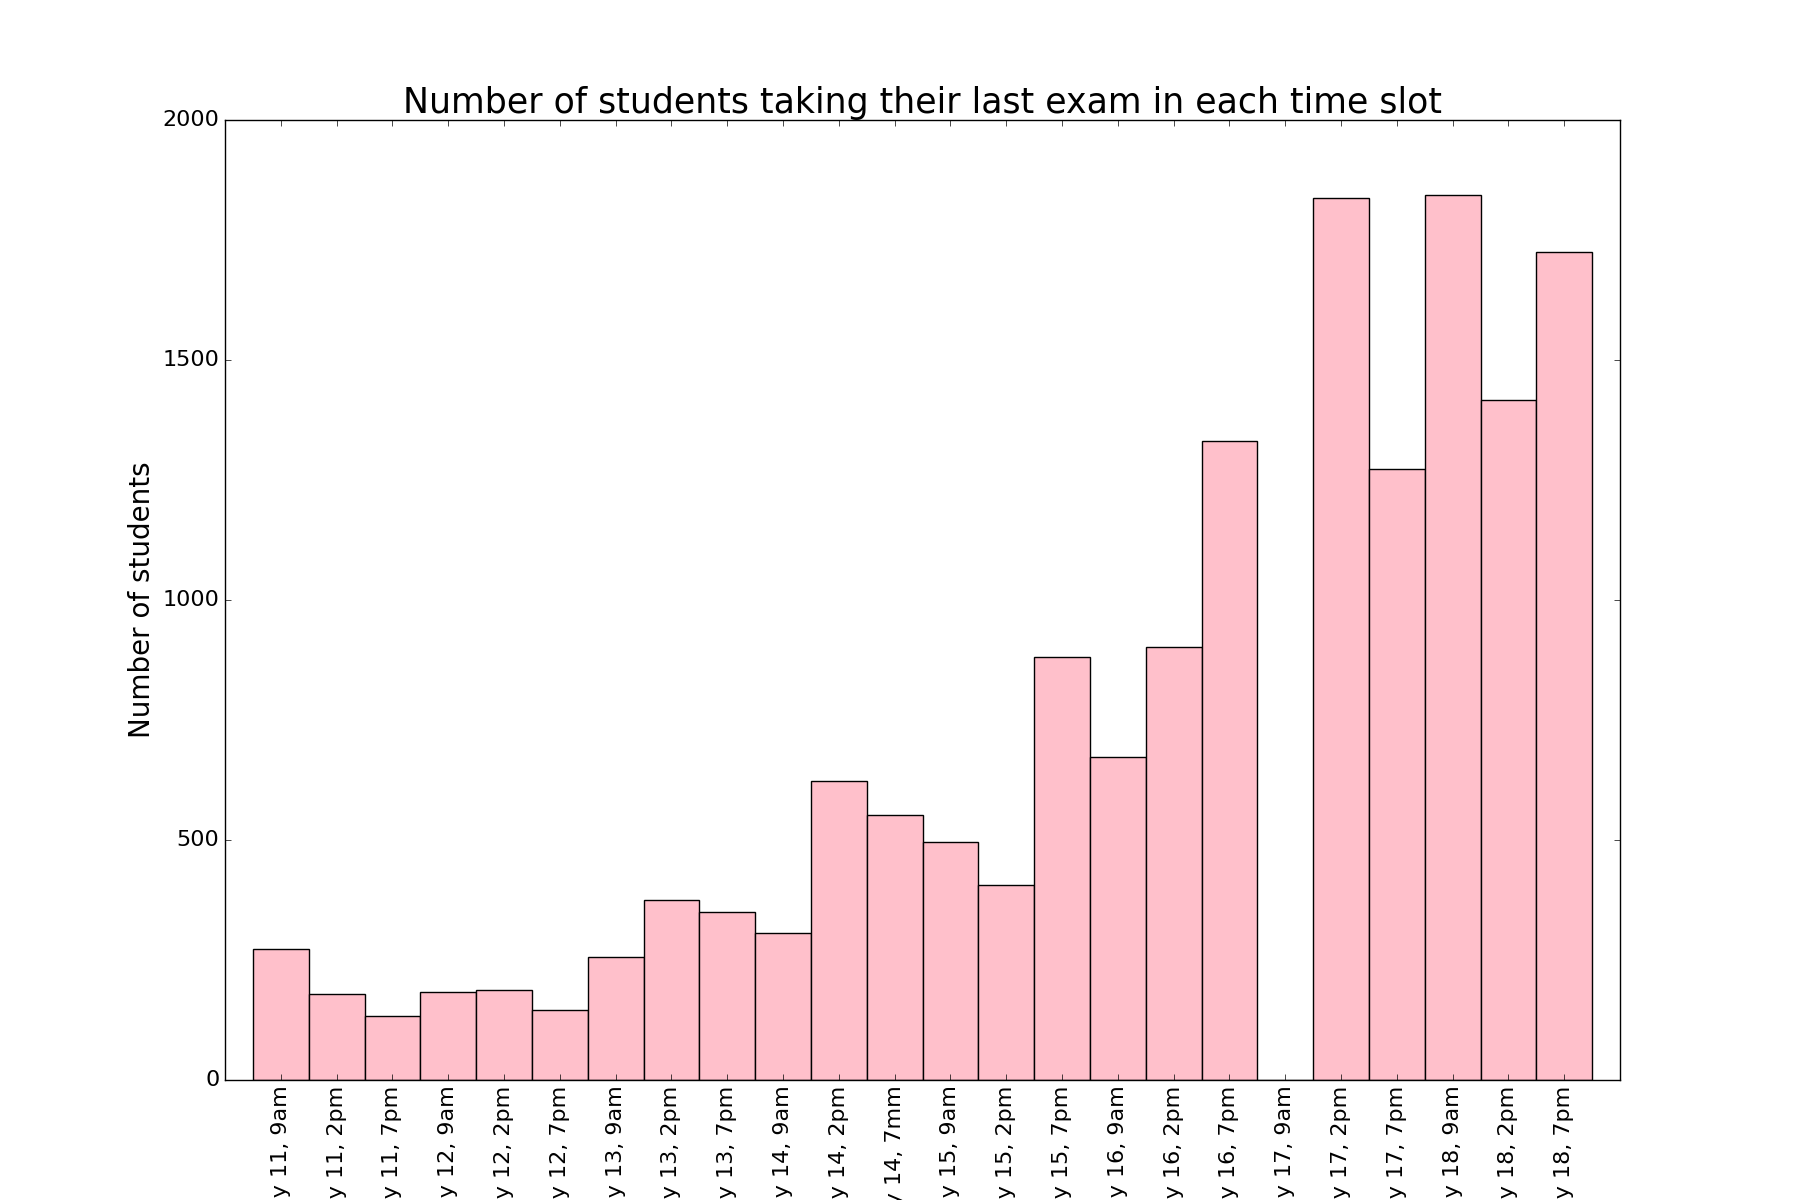 Number of students taking their last exam in each time slot
Number of students
2000
1500
1000
500
0
y 11, 9am
y 11, 2pm
y 11, 7pm
y 12, 9am
y 12, 2pm
y 12, 7pm
y 13, 9am
y 13, 2pm
y 13, 7pm
y 14, 9am
y 14, 2pm
y 14, 7mm
y 15, 9am
y 15, 2pm
y 15, 7pm
y 16, 9am
y 16, 2pm
y 16, 7pm
y 17, 9am
y 17, 2pm
y 17, 7pm
y 18, 9am
y 18, 2pm
y 18, 7pm